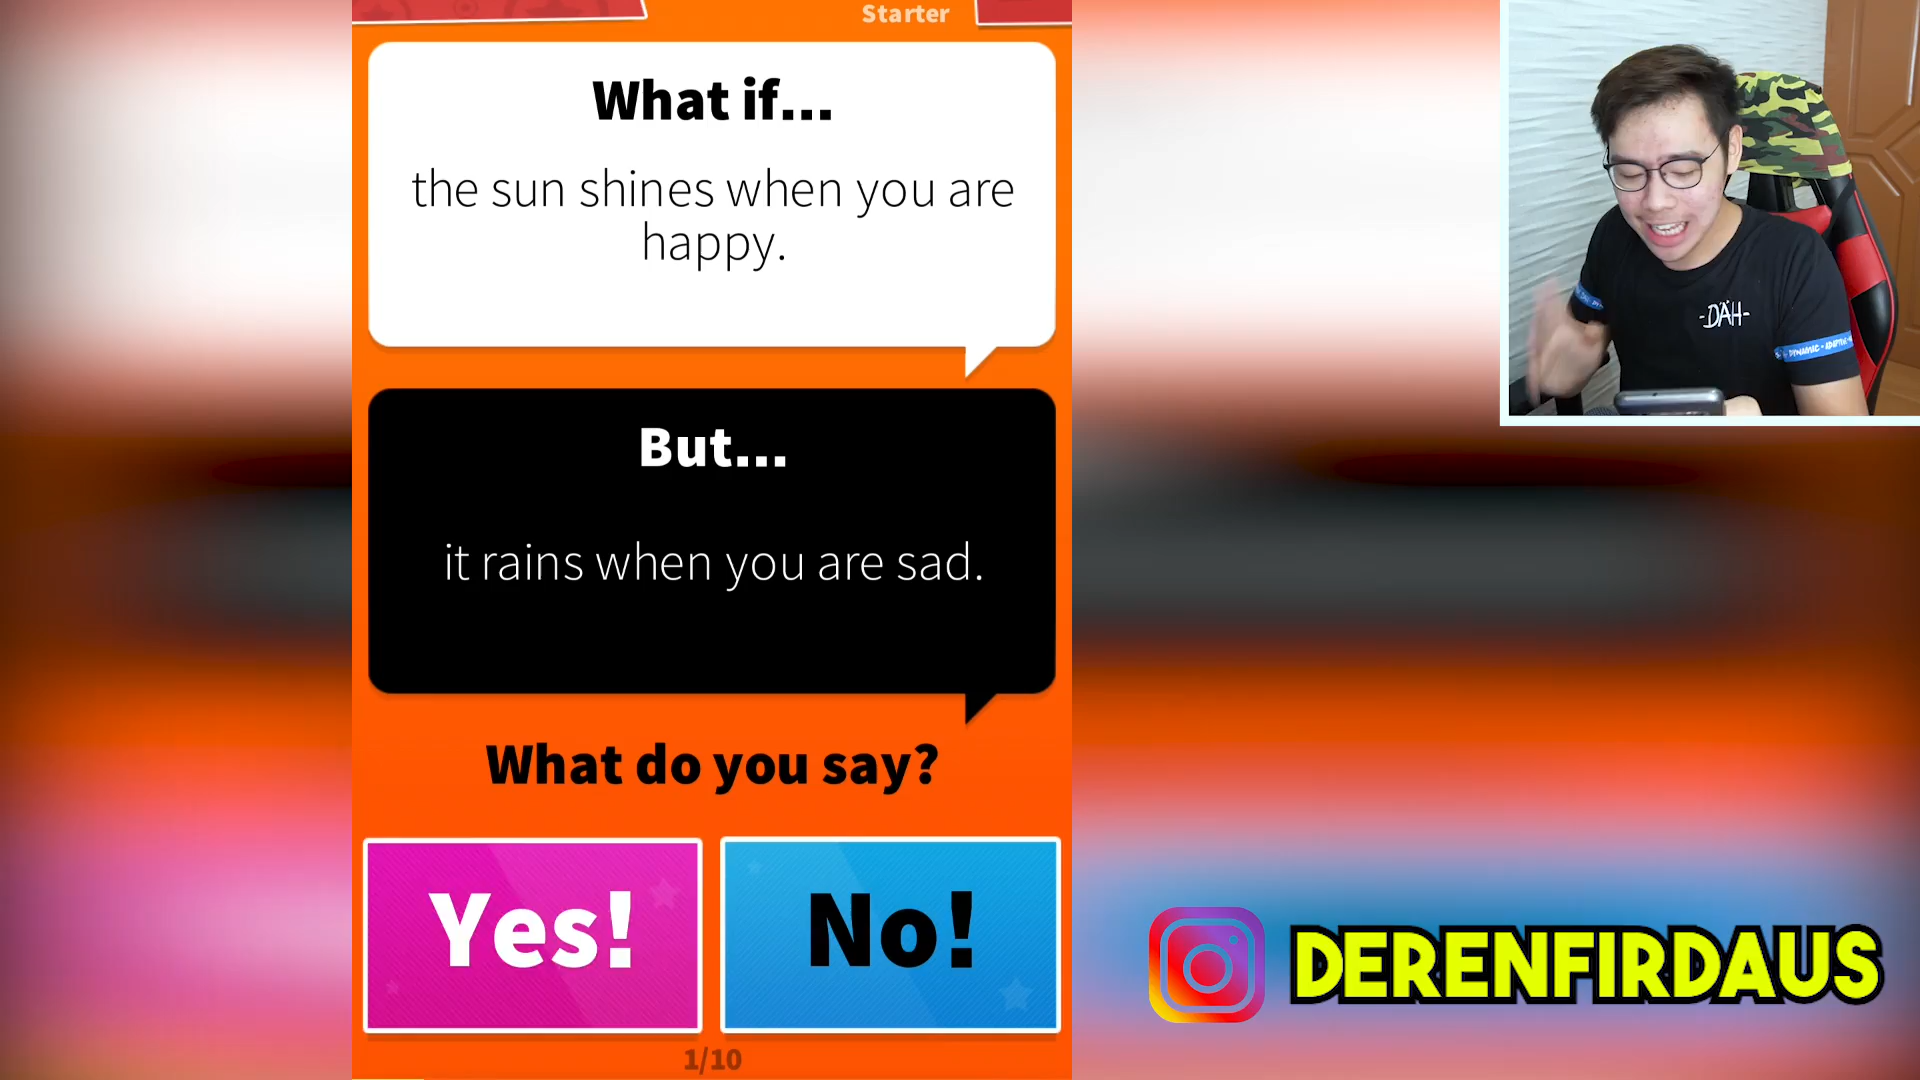 Starter
What if...
the sun shines when you are
happy.
-DAH-
But...
it rains when you are sad.
What do you say?
Yes!
No!
1/10
DERENFIRDAUS